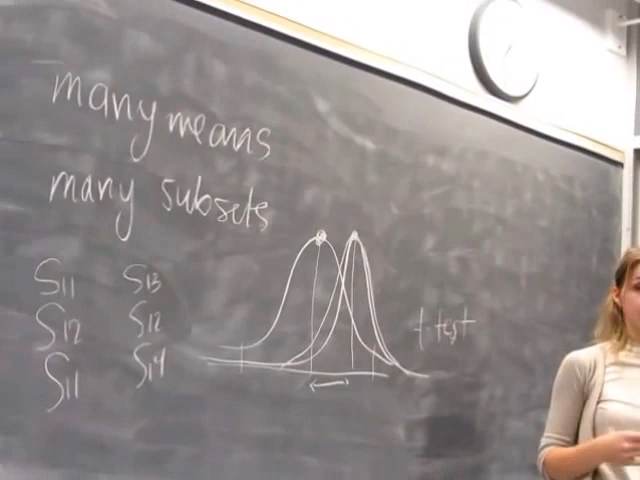 many means
many subsets
S11 S13
S12 S12
S11 S14
t-test